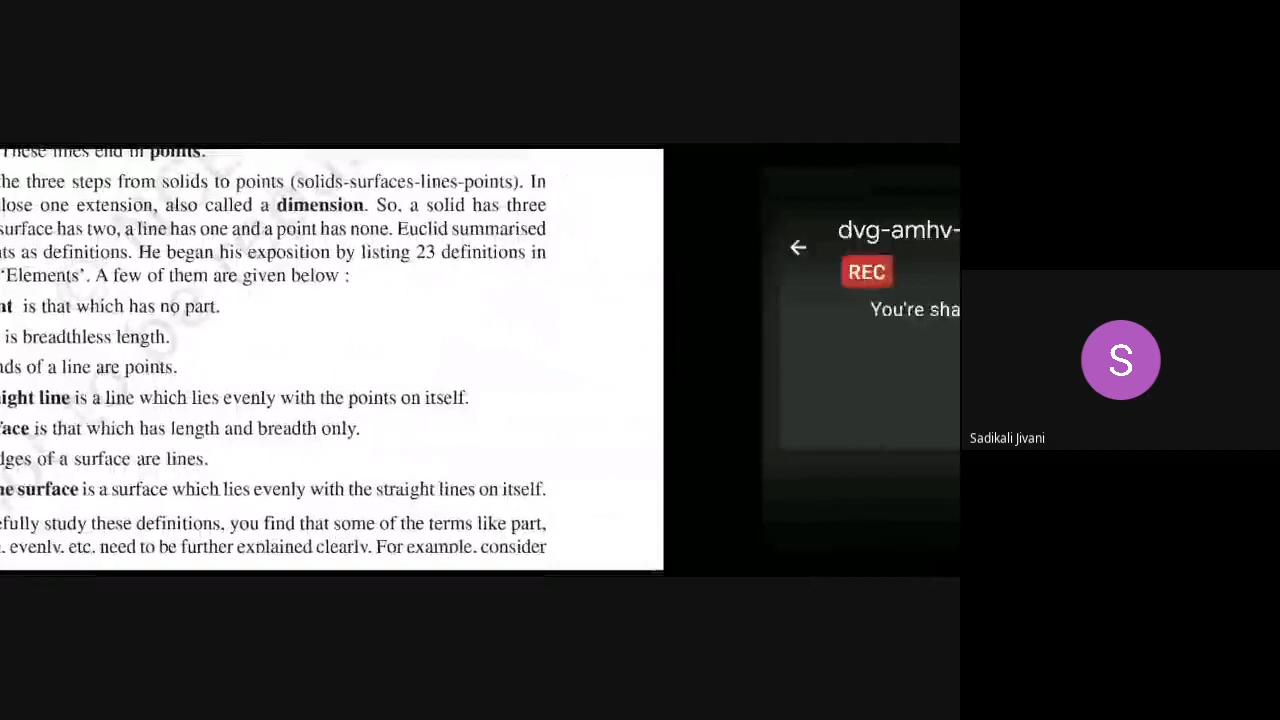 These lines end in points.
he three steps from solids to points (solids-surfaces-lines-points). In
lose one extension, also called a dimension. So, a solid has three
surface has two, a line has one and a point has none. Euclid summarised
ts as definitions. He began his exposition by listing 23 definitions in
‘Elements’. A few of them are given below :
nt is that which has no part.
is breadthless length.
ds of a line are points.
ight line is a line which lies evenly with the points on itself.
face is that which has length and breadth only.
dges of a surface are lines.
ne surface is a surface which lies evenly with the straight lines on itself.
efully study these definitions, you find that some of the terms like part,
, evenly, etc. need to be further explained clearly. For example, consider
dvg-amhv-
REC
You're sha
S
Sadikali Jivani